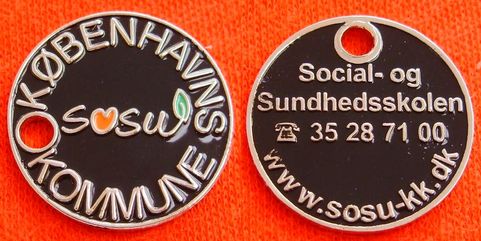 KØBENHAVNS
KOMMUNE
sosu
Social- og
Sundhedsskolen
☎ 35 28 71 00
www.sosu-kk.dk